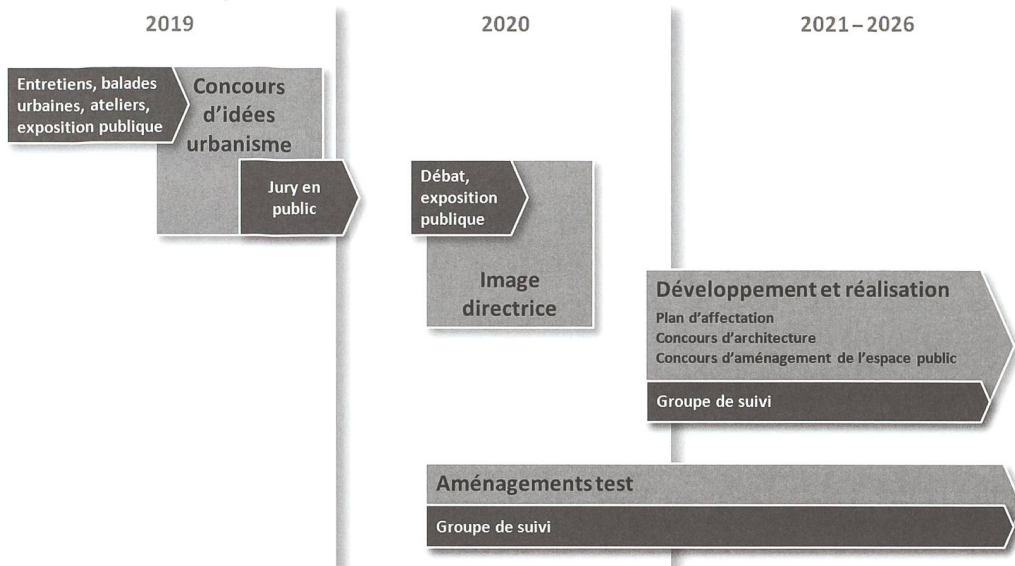 2019
2020
2021–2026
Entretiens, balades
urbaines, ateliers,
exposition publique
Concours
d'idées
urbanisme
Jury en
public
Débat,
exposition
publique
Image
directrice
Développement et réalisation
Plan d'affectation
Concours d'architecture
Concours d'aménagement de l'espace public
Groupe de suivi
Aménagements test
Groupe de suivi